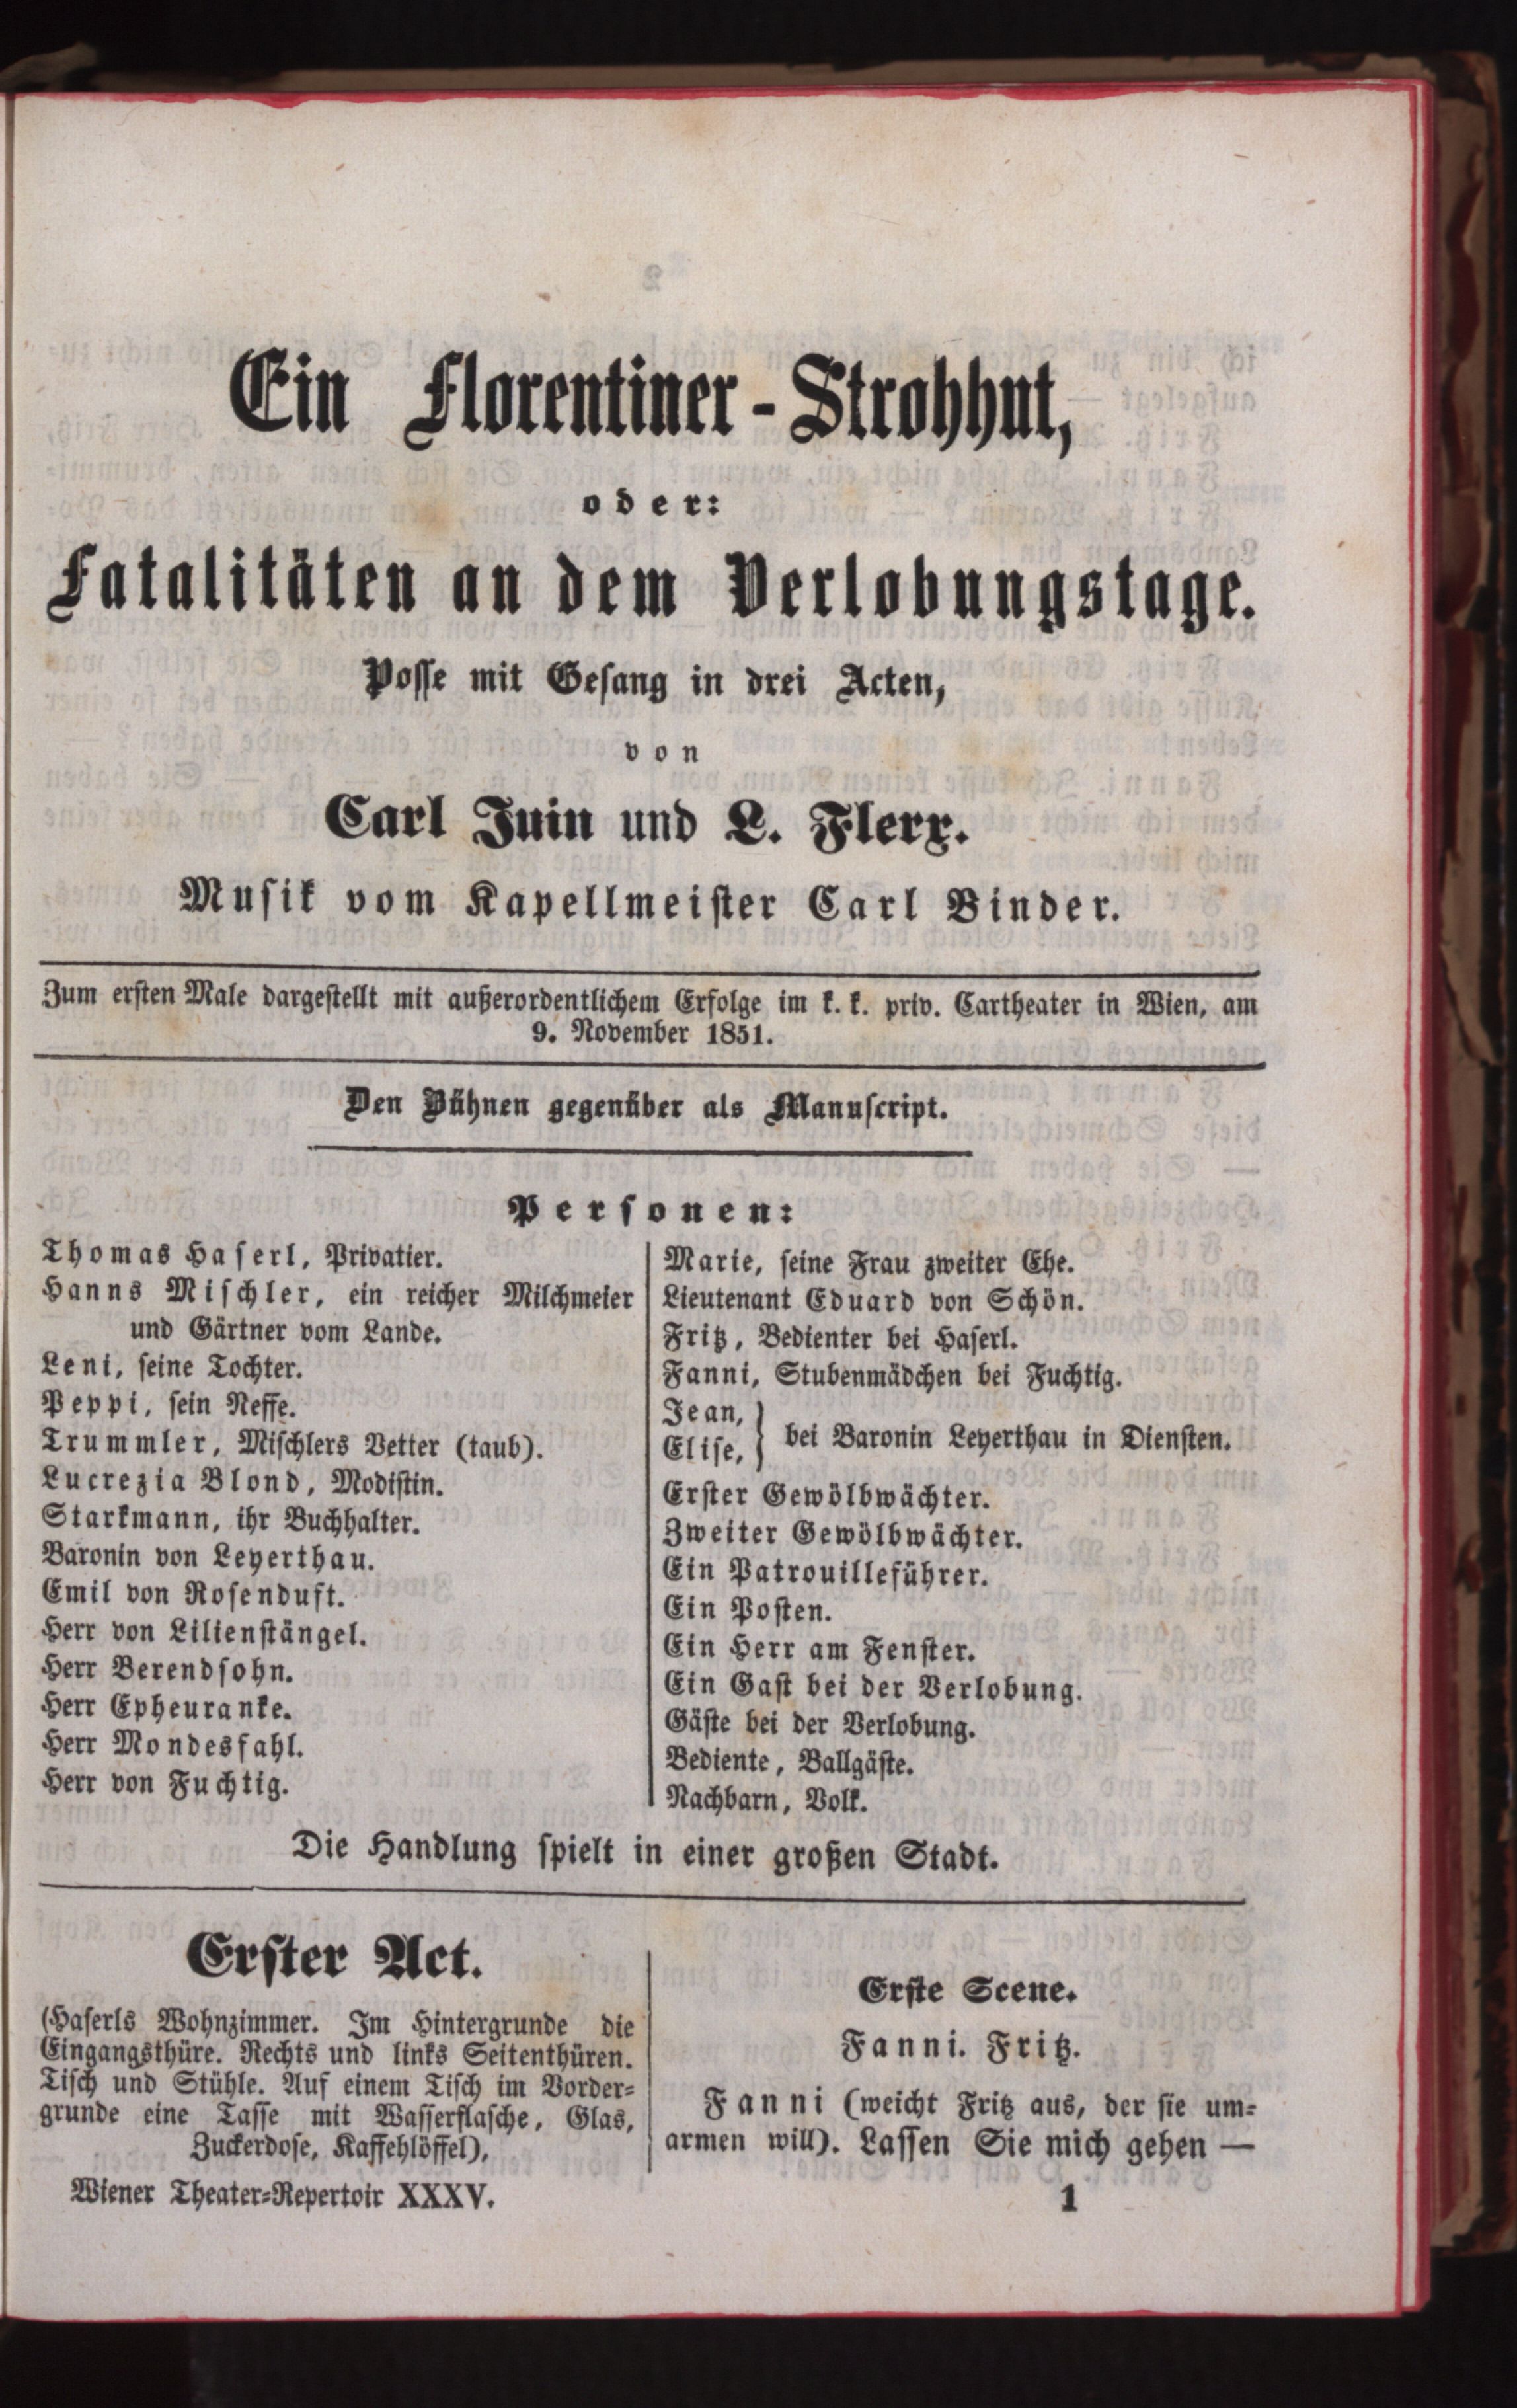 Ein Florentiner-Strohhut,
oder:
Fatalitäten an dem Verlobungstage.
Posse mit Gesang in drei Acten,
von
Carl Juin und L. Flerx.
Musik vom Kapellmeister Carl Binder.
Zum ersten Male dargestellt mit außerordentlichem Erfolge im k. k. priv. Cartheater in Wien, am
9. November 1851.
Den Bühnen gegenüber als Manuscript.
Personen:
Thomas Haserl, Privatier.
Hanns Mischler, ein reicher Milchmeier
und Gärtner vom Lande.
Leni, seine Tochter.
Peppi, sein Neffe.
Trummler, Mischlers Vetter (taub).
Lucrezia Blond, Modistin.
Starkmann, ihr Buchhalter.
Baronin von Leyerthau.
Emil von Rosenduft.
Herr von Lilienstängel.
Herr Berendsohn.
Herr Epheuranke.
Herr Mondesfahl.
Herr von Fuchtig.
Marie, seine Frau zweiter Ehe.
Lieutenant Eduard von Schön.
Fritz, Bedienter bei Haserl.
Fanni, Stubenmädchen bei Fuchtig.
Jean,
Elise, } bei Baronin Leyerthau in Diensten.
Erster Gewölbwächter.
Zweiter Gewölbwächter.
Ein Patrouilleführer.
Ein Posten.
Ein Herr am Fenster.
Ein Gast bei der Verlobung.
Gäste bei der Verlobung.
Bediente, Ballgäste.
Nachbarn, Volk.
Die Handlung spielt in einer großen Stadt.
Erster Act.
(Haserls Wohnzimmer. Im Hintergrunde die
Eingangsthüre. Rechts und links Seitenthüren.
Tisch und Stühle. Auf einem Tisch im Vorder-
grunde eine Tasse mit Wasserflasche, Glas,
Zuckerdose, Kaffehlöffel),
Erste Scene.
Fanni. Fritz.
Fanni (weicht Fritz aus, der sie um-
armen will). Lassen Sie mich gehen —
Wiener Theater-Repertoir XXXV.
1